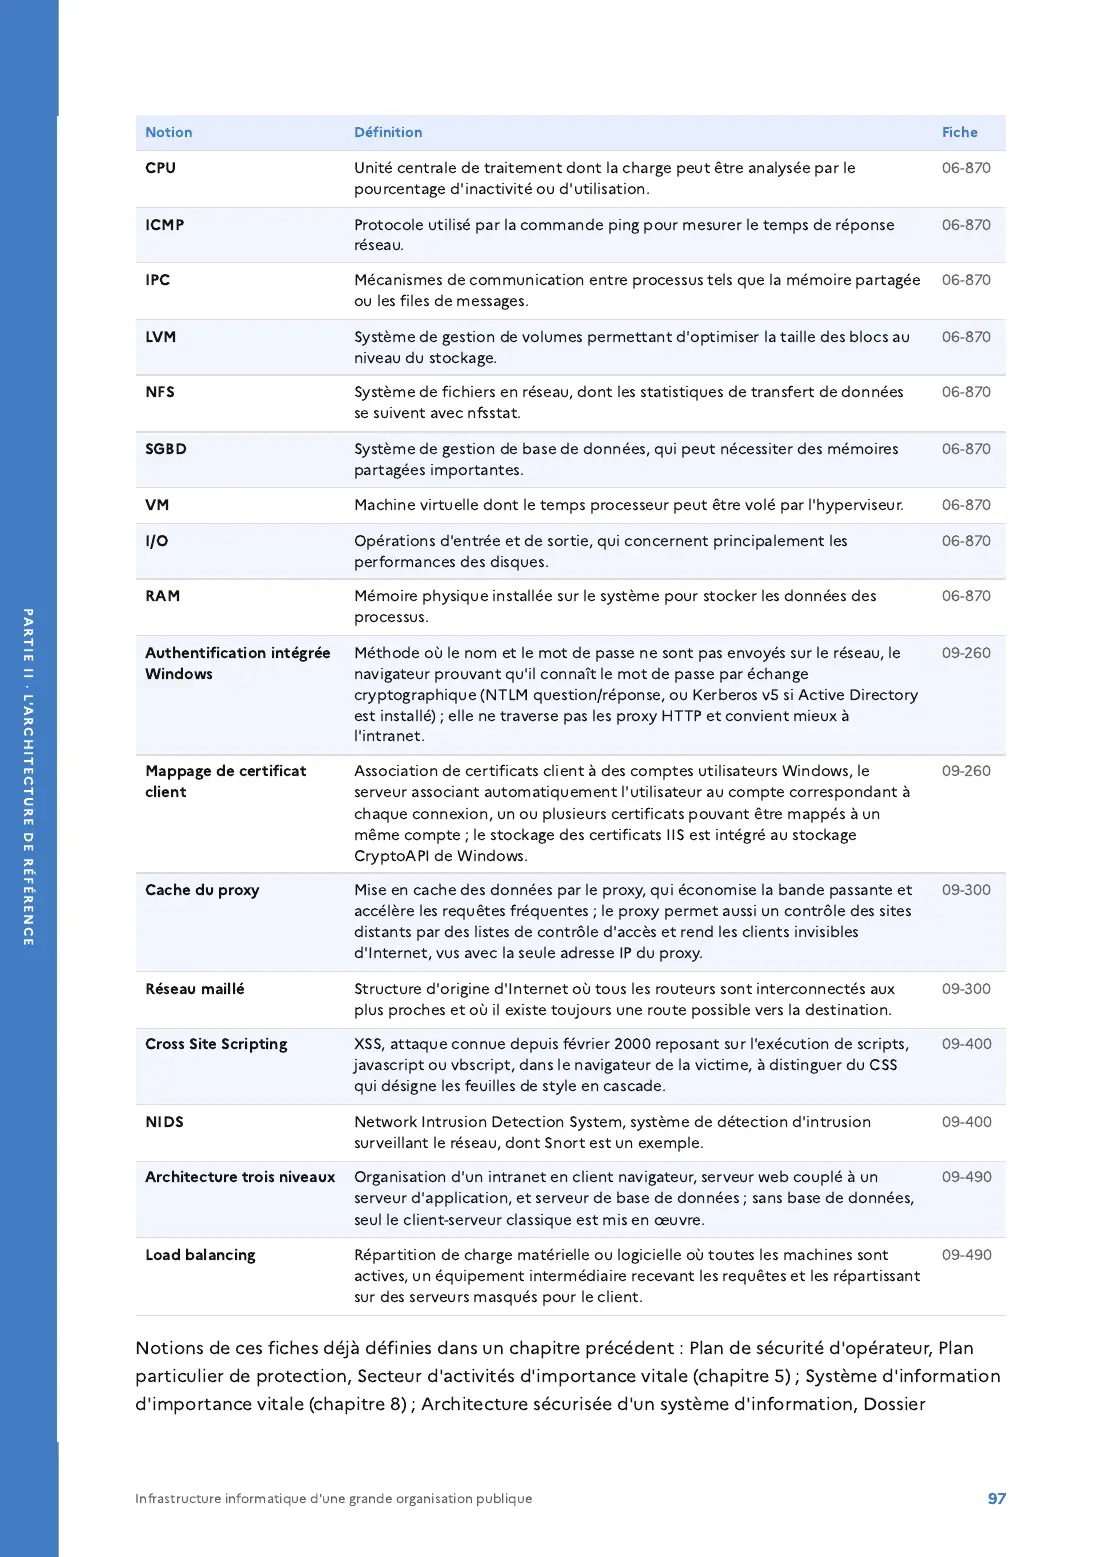 Notion Définition Fiche
CPU Unité centrale de traitement dont la charge peut être analysée par le 06-870
pourcentage d'inactivité ou d'utilisation.
ICMP Protocole utilisé par la commande ping pour mesurer le temps de réponse 06-870
réseau.
IPC Mécanismes de communication entre processus tels que la mémoire partagée 06-870
ou les files de messages.
LVM Système de gestion de volumes permettant d'optimiser la taille des blocs au 06-870
niveau du stockage.
NFS Système de fichiers en réseau, dont les statistiques de transfert de données 06-870
se suivent avec nfsstat.
SGBD Système de gestion de base de données, qui peut nécessiter des mémoires 06-870
partagées importantes.
VM Machine virtuelle dont le temps processeur peut être volé par l'hyperviseur. 06-870
I/O Opérations d'entrée et de sortie, qui concernent principalement les 06-870
performances des disques.
RAM Mémoire physique installée sur le système pour stocker les données des 06-870
processus.
Authentification intégrée Méthode où le nom et le mot de passe ne sont pas envoyés sur le réseau, le 09-260
Windows navigateur prouvant qu'il connaît le mot de passe par échange
cryptographique (NTLM question/réponse, ou Kerberos v5 si Active Directory
est installé) ; elle ne traverse pas les proxy HTTP et convient mieux à
l'intranet.
Mappage de certificat Association de certificats client à des comptes utilisateurs Windows, le 09-260
client serveur associant automatiquement l'utilisateur au compte correspondant à
chaque connexion, un ou plusieurs certificats pouvant être mappés à un
même compte ; le stockage des certificats IIS est intégré au stockage
CryptoAPI de Windows.
Cache du proxy Mise en cache des données par le proxy, qui économise la bande passante et 09-300
accélère les requêtes fréquentes ; le proxy permet aussi un contrôle des sites
distants par des listes de contrôle d'accès et rend les clients invisibles
d'Internet, vus avec la seule adresse IP du proxy.
Réseau maillé Structure d'origine d'Internet où tous les routeurs sont interconnectés aux 09-300
plus proches et où il existe toujours une route possible vers la destination.
Cross Site Scripting XSS, attaque connue depuis février 2000 reposant sur l'exécution de scripts, 09-400
javascript ou vbscript, dans le navigateur de la victime, à distinguer du CSS
qui désigne les feuilles de style en cascade.
NIDS Network Intrusion Detection System, système de détection d'intrusion 09-400
surveillant le réseau, dont Snort est un exemple.
Architecture trois niveaux Organisation d'un intranet en client navigateur, serveur web couplé à un 09-490
serveur d'application, et serveur de base de données ; sans base de données,
seul le client-serveur classique est mis en œuvre.
Load balancing Répartition de charge matérielle ou logicielle où toutes les machines sont 09-490
actives, un équipement intermédiaire recevant les requêtes et les répartissant
sur des serveurs masqués pour le client.
Notions de ces fiches déjà définies dans un chapitre précédent : Plan de sécurité d'opérateur, Plan
particulier de protection, Secteur d'activités d'importance vitale (chapitre 5) ; Système d'information
d'importance vitale (chapitre 8) ; Architecture sécurisée d'un système d'information, Dossier
PARTIE II · L'ARCHITECTURE DE RÉFÉRENCE
Infrastructure informatique d'une grande organisation publique 97